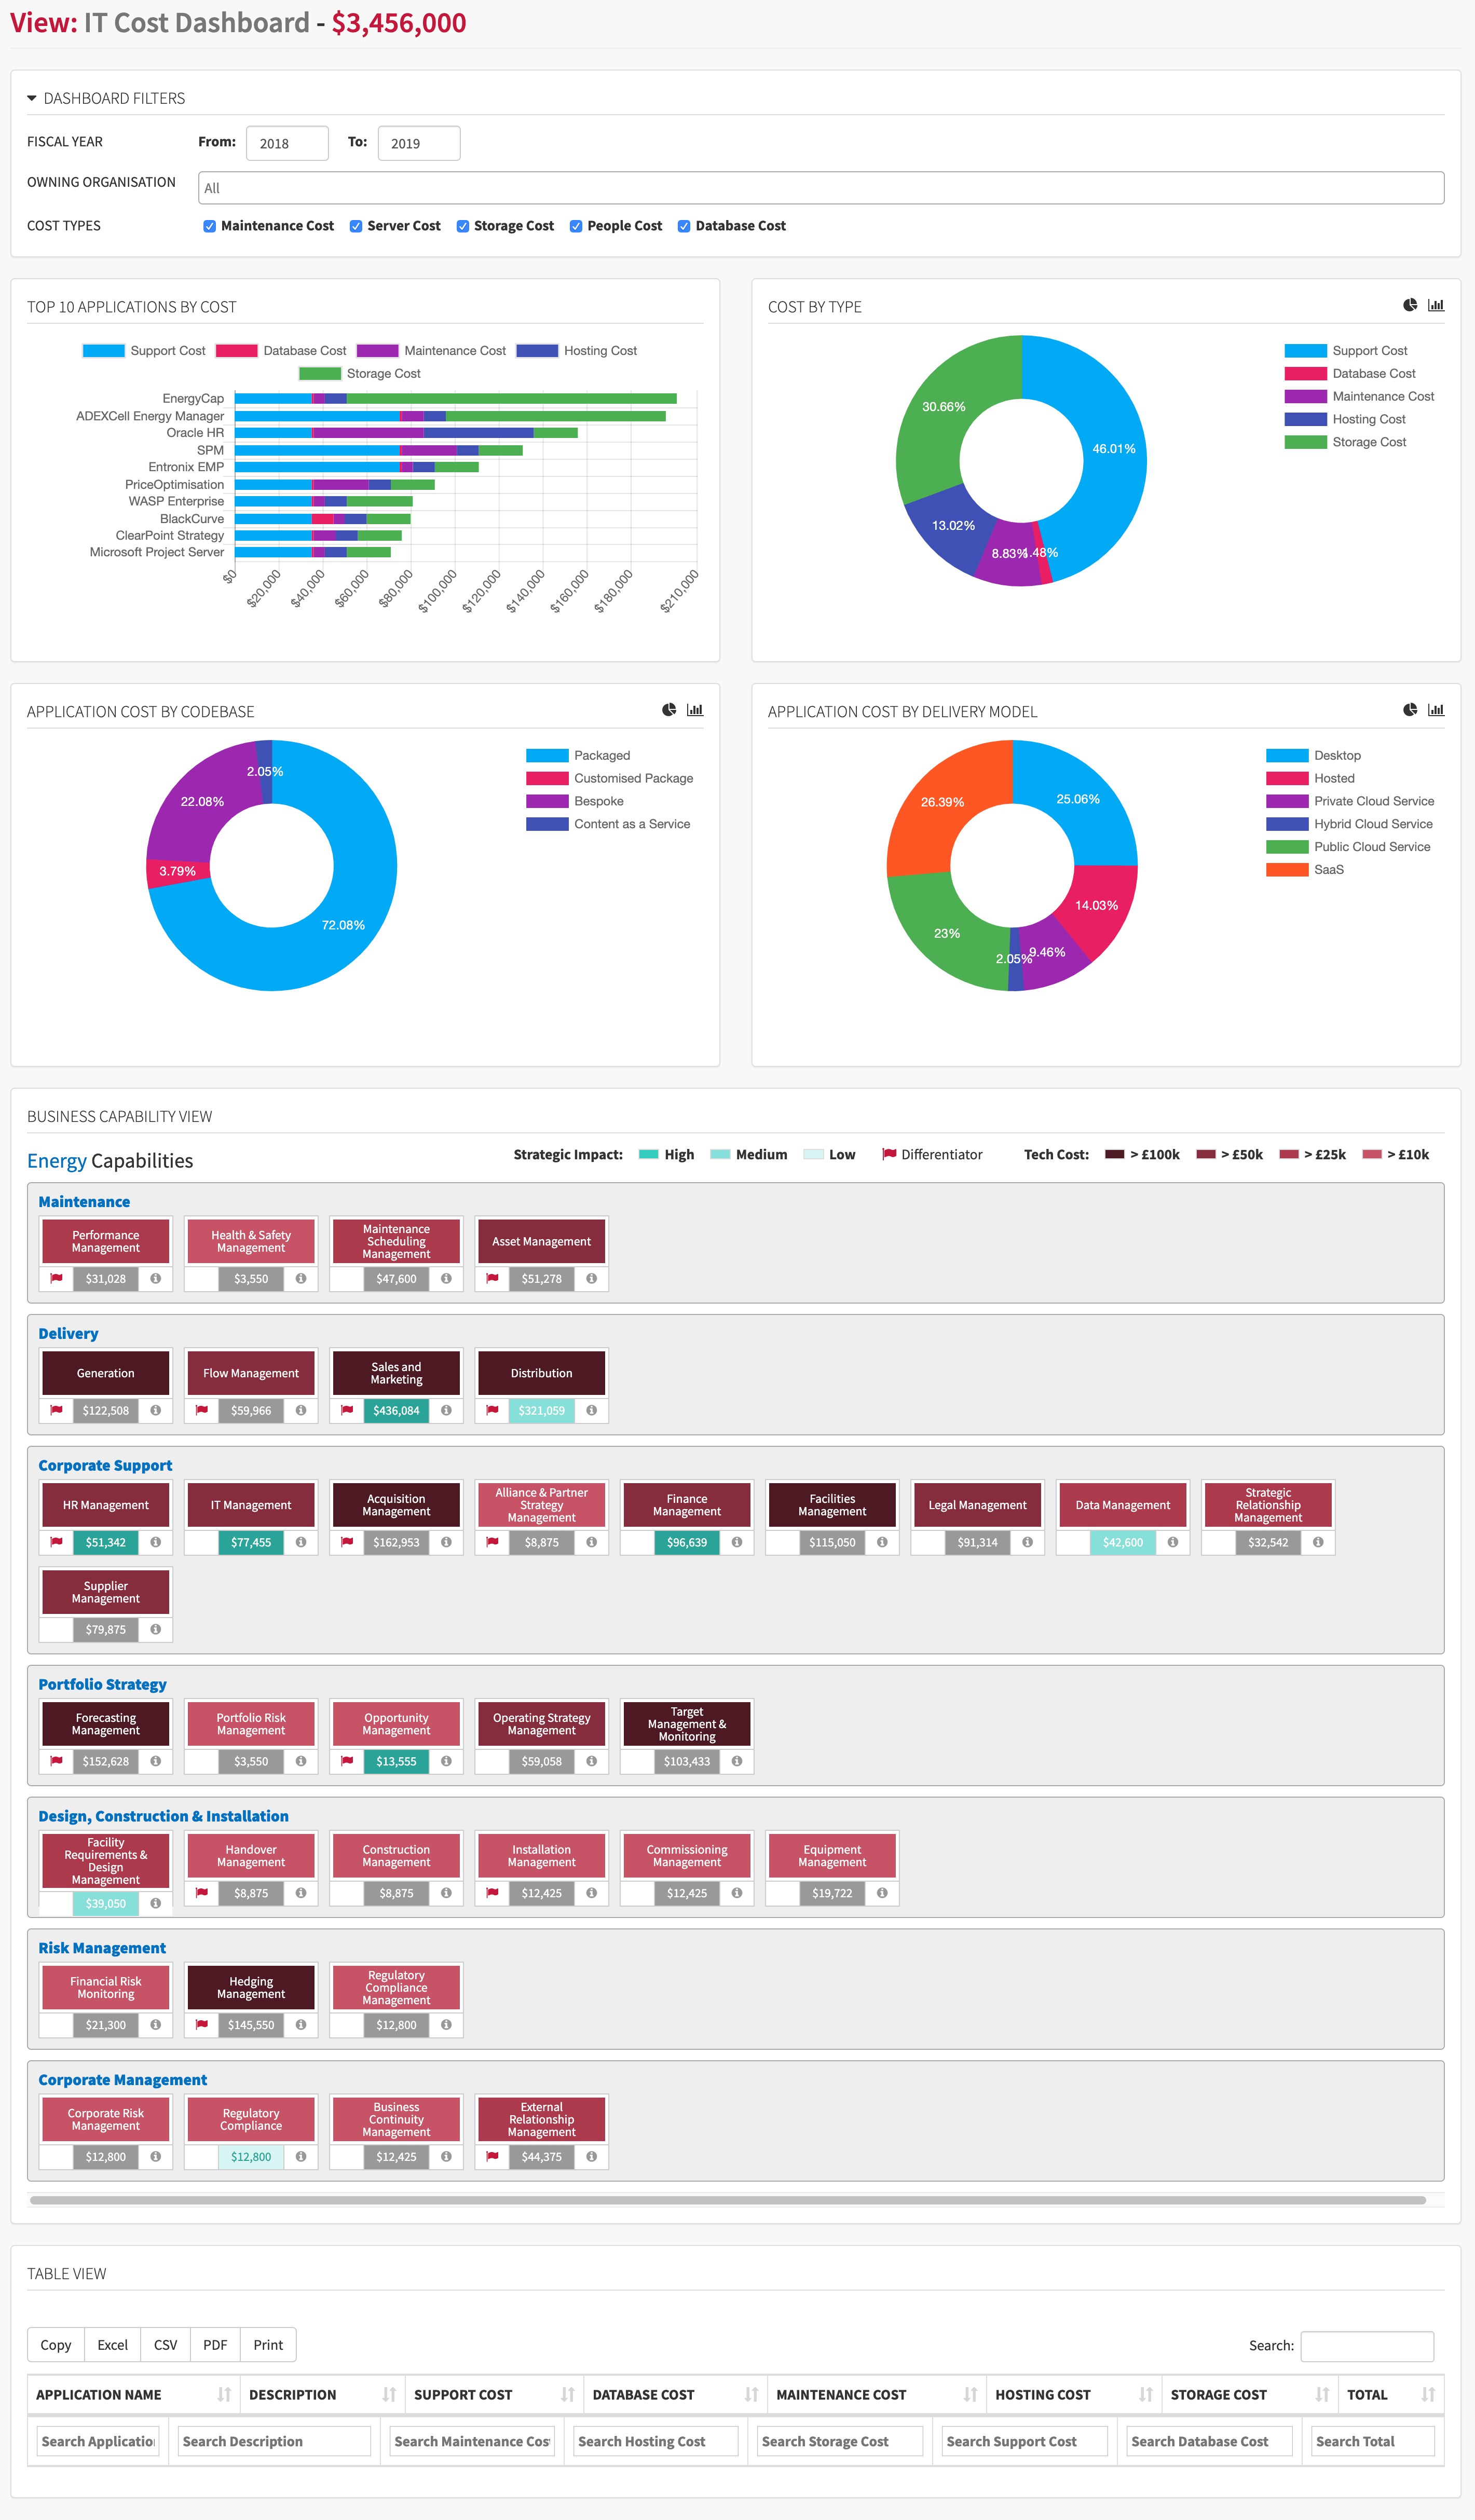 View: IT Cost Dashboard - $3,456,000
DASHBOARD FILTERS
FISCAL YEAR From: 2018 To: 2019
OWNING ORGANISATION All
COST TYPES Maintenance Cost Server Cost Storage Cost People Cost Database Cost
TOP 10 APPLICATIONS BY COST
Support Cost Database Cost Maintenance Cost Hosting Cost
Storage Cost
EnergyCap
ADEXCell Energy Manager
Oracle HR
SPM
Entronix EMP
PriceOptimisation
WASP Enterprise
BlackCurve
ClearPoint Strategy
Microsoft Project Server
$0 $20,000 $40,000 $60,000 $80,000 $100,000 $120,000 $140,000 $160,000 $180,000 $210,000
COST BY TYPE
Support Cost
Database Cost
Maintenance Cost
Hosting Cost
Storage Cost
30.66%
46.01%
13.02%
8.83%
1.48%
APPLICATION COST BY CODEBASE
Packaged
Customised Package
Bespoke
Content as a Service
2.05%
22.08%
3.79%
72.08%
APPLICATION COST BY DELIVERY MODEL
Desktop
Hosted
Private Cloud Service
Hybrid Cloud Service
Public Cloud Service
SaaS
26.39%
25.06%
14.03%
23%
9.46%
2.05%
BUSINESS CAPABILITY VIEW
Energy Capabilities
Strategic Impact: High Medium Low Differentiator Tech Cost: > £100k > £50k > £25k > £10k
Maintenance
Performance
Management
$31,028
Health & Safety
Management
$3,550
Maintenance
Scheduling
Management
$47,600
Asset Management
$51,278
Delivery
Generation
$122,508
Flow Management
$59,966
Sales and
Marketing
$436,084
Distribution
$321,059
Corporate Support
HR Management
$51,342
IT Management
$77,455
Acquisition
Management
$162,953
Alliance & Partner
Strategy
Management
$8,875
Finance
Management
$96,639
Facilities
Management
$115,050
Legal Management
$91,314
Data Management
$42,600
Strategic
Relationship
Management
$32,542
Supplier
Management
$79,875
Portfolio Strategy
Forecasting
Management
$152,628
Portfolio Risk
Management
$3,550
Opportunity
Management
$13,555
Operating Strategy
Management
$59,058
Target
Management &
Monitoring
$103,433
Design, Construction & Installation
Facility
Requirements &
Design
Management
$39,050
Handover
Management
$8,875
Construction
Management
$8,875
Installation
Management
$12,425
Commissioning
Management
$12,425
Equipment
Management
$19,722
Risk Management
Financial Risk
Monitoring
$21,300
Hedging
Management
$145,550
Regulatory
Compliance
Management
$12,800
Corporate Management
Corporate Risk
Management
$12,800
Regulatory
Compliance
$12,800
Business
Continuity
Management
$12,425
External
Relationship
Management
$44,375
TABLE VIEW
Copy Excel CSV PDF Print
Search:
APPLICATION NAME DESCRIPTION SUPPORT COST DATABASE COST MAINTENANCE COST HOSTING COST STORAGE COST TOTAL
Search Application Search Description Search Maintenance Cos Search Hosting Cost Search Storage Cost Search Support Cost Search Database Cost Search Total